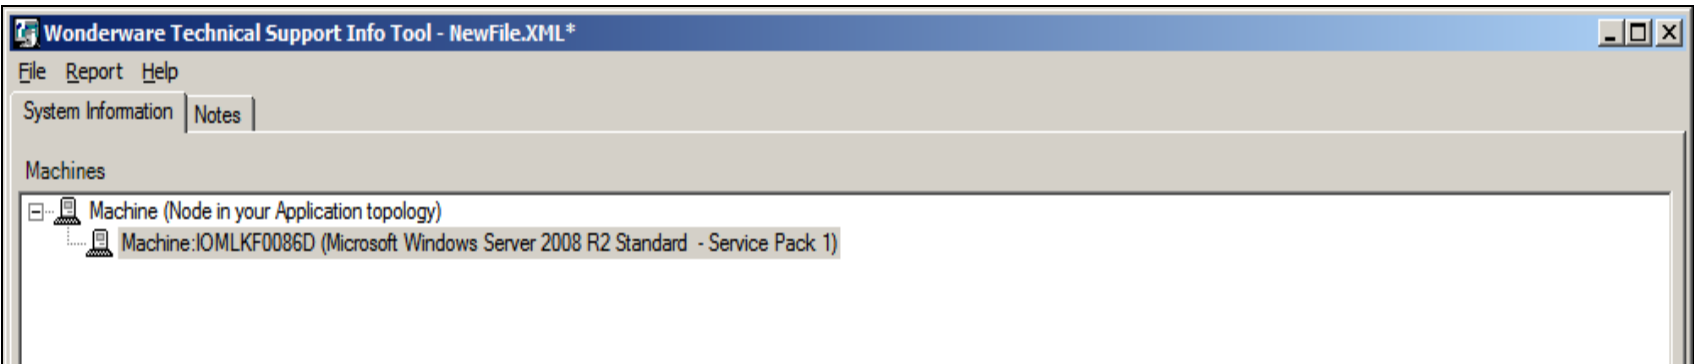 Wonderware Technical Support Info Tool - NewFile.XML*
File Report Help
System Information Notes
Machines
Machine (Node in your Application topology)
Machine:IOMLKF0086D (Microsoft Windows Server 2008 R2 Standard  - Service Pack 1)